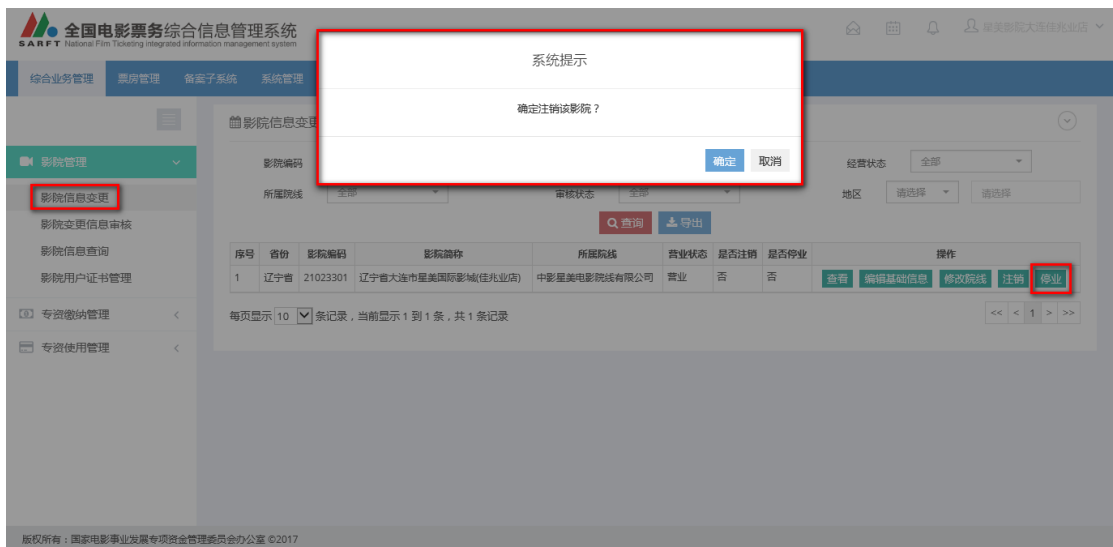 全国电影票务综合信息管理系统
SARFT National Film Ticketing integrated information management system
星美影院大连佳兆业店
综合业务管理 票房管理 备案子系统 系统管理
系统提示
确定注销该影院？
确定 取消
影院管理
影院信息变更
影院变更信息审核
影院信息查询
影院用户证书管理
专资缴纳管理
专资使用管理
影院信息变更
影院编码 经营状态 全部
所属院线 全部 审核状态 全部 地区 请选择 请选择
查询 导出
序号 省份 影院编码 影院简称 所属院线 营业状态 是否注销 是否停业 操作
1 辽宁省 21023301 辽宁省大连市星美国际影城(佳兆业店) 中影星美电影院线有限公司 营业 否 否 查看 编辑基础信息 修改院线 注销 停业
每页显示 10 条记录，当前显示 1 到 1 条，共 1 条记录
<< < 1 > >>
版权所有：国家电影事业发展专项资金管理委员会办公室 ©2017